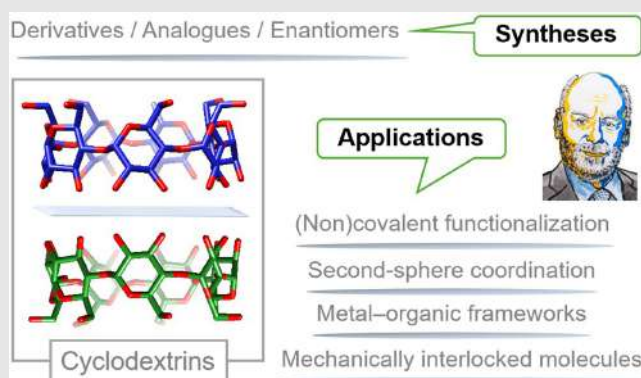 Derivatives / Analogues / Enantiomers
Syntheses
Applications
(Non)covalent functionalization
Second-sphere coordination
Metal–organic frameworks
Mechanically interlocked molecules
Cyclodextrins